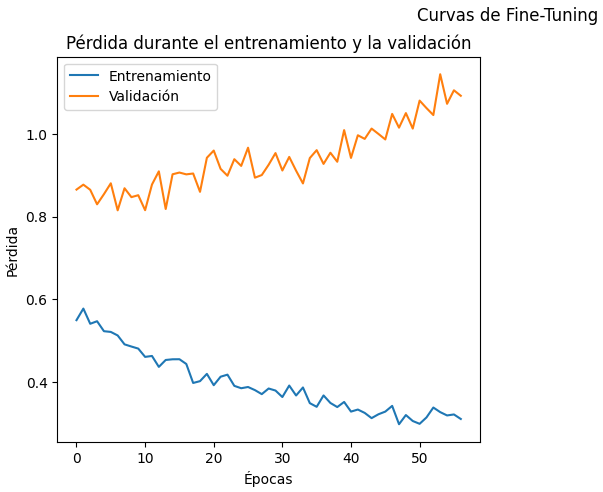 Curvas de Fine-Tuning
Pérdida durante el entrenamiento y la validación
Entrenamiento
Validación
1.0
0.8
0.6
0.4
Pérdida
0 10 20 30 40 50
Épocas